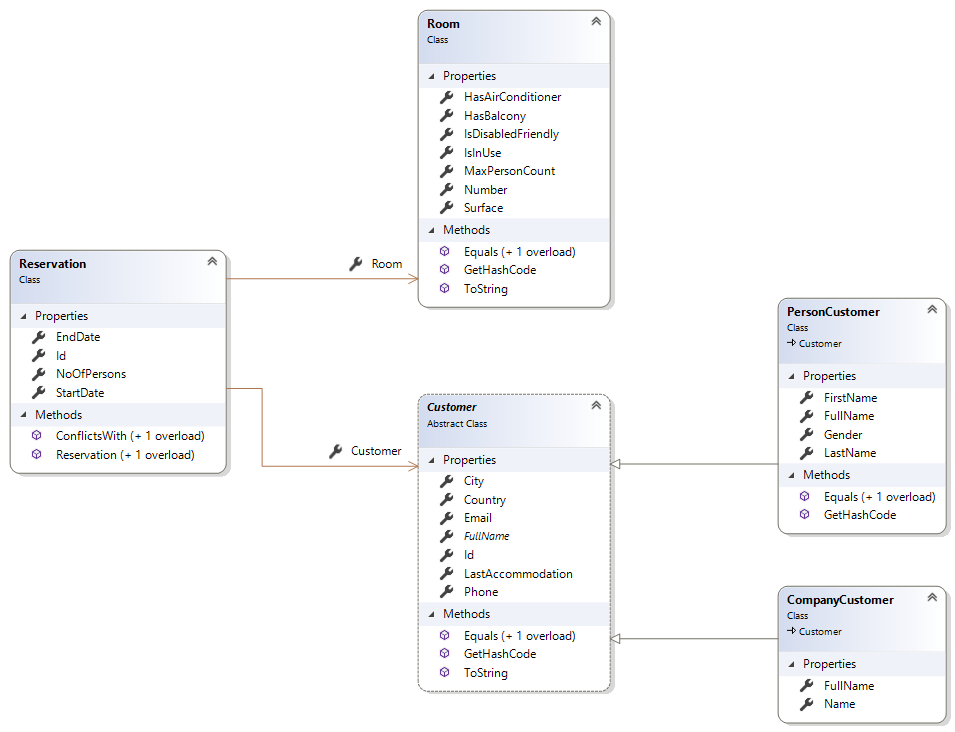 Room
Class
Properties
HasAirConditioner
HasBalcony
IsDisabledFriendly
IsInUse
MaxPersonCount
Number
Surface
Methods
Equals (+ 1 overload)
GetHashCode
ToString
Reservation
Class
Properties
EndDate
Id
NoOfPersons
StartDate
Methods
ConflictsWith (+ 1 overload)
Reservation (+ 1 overload)
Room
Customer
Customer
Abstract Class
Properties
City
Country
Email
FullName
Id
LastAccommodation
Phone
Methods
Equals (+ 1 overload)
GetHashCode
ToString
PersonCustomer
Class
Customer
Properties
FirstName
FullName
Gender
LastName
Methods
Equals (+ 1 overload)
GetHashCode
CompanyCustomer
Class
Customer
Properties
FullName
Name